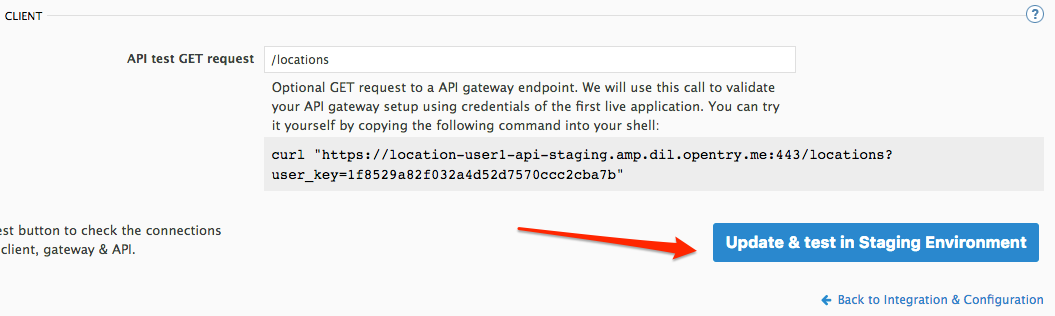 CLIENT
?
API test GET request
/locations
Optional GET request to a API gateway endpoint. We will use this call to validate
your API gateway setup using credentials of the first live application. You can try
it yourself by copying the following command into your shell:
curl "https://location-user1-api-staging.amp.dil.opentry.me:443/locations?
user_key=1f8529a82f032a4d52d7570ccc2cba7b"
est button to check the connections
client, gateway & API.
Update & test in Staging Environment
Back to Integration & Configuration